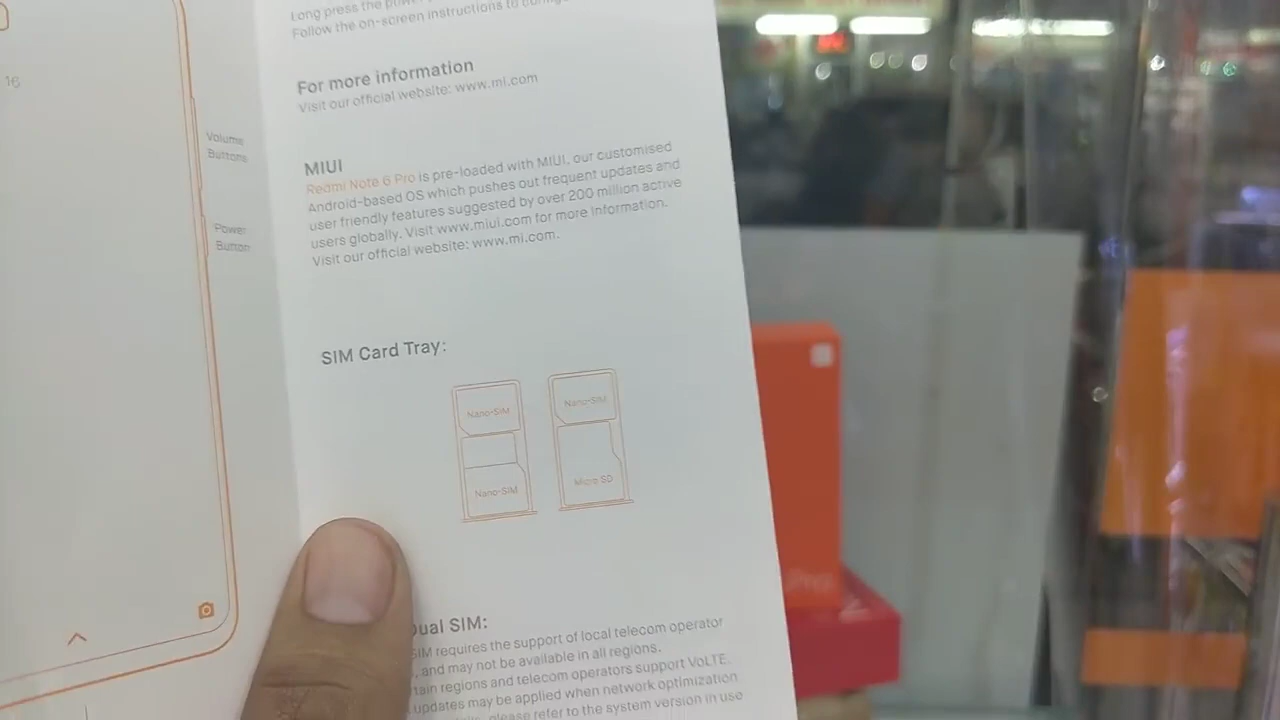 16
Volume
Buttons
Power
Button
Long press the power
Follow the on-screen instructions to
For more information
Visit our official website: www.mi.com
MIUI
Redmi Note 6 Pro is pre-loaded with MIUI, our customised
Android-based OS which pushes out frequent updates and
user friendly features suggested by over 200 million active
users globally. Visit www.miui.com for more information.
Visit our official website: www.mi.com.
SIM Card Tray:
Nano-SIM
Nano-SIM
Nano-SIM
Micro SD
Dual SIM:
SIM requires the support of local telecom operator
, and may not be available in all regions.
tain regions and telecom operators support VoLTE.
updates may be applied when network optimization
please refer to the system version in use